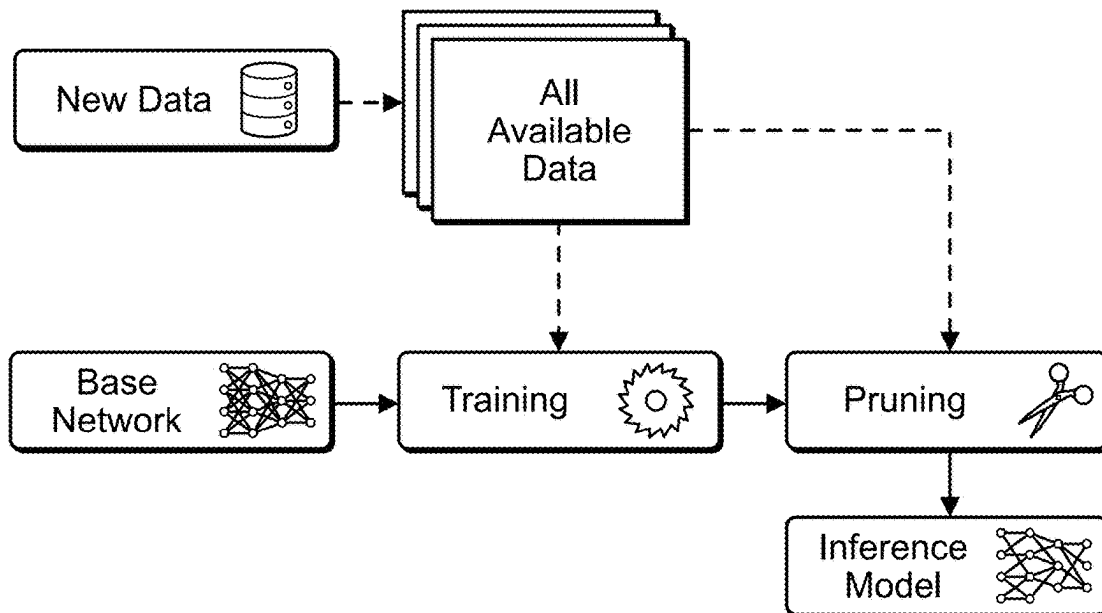 New Data
All
Available
Data
Base
Network
Training
Pruning
Inference
Model